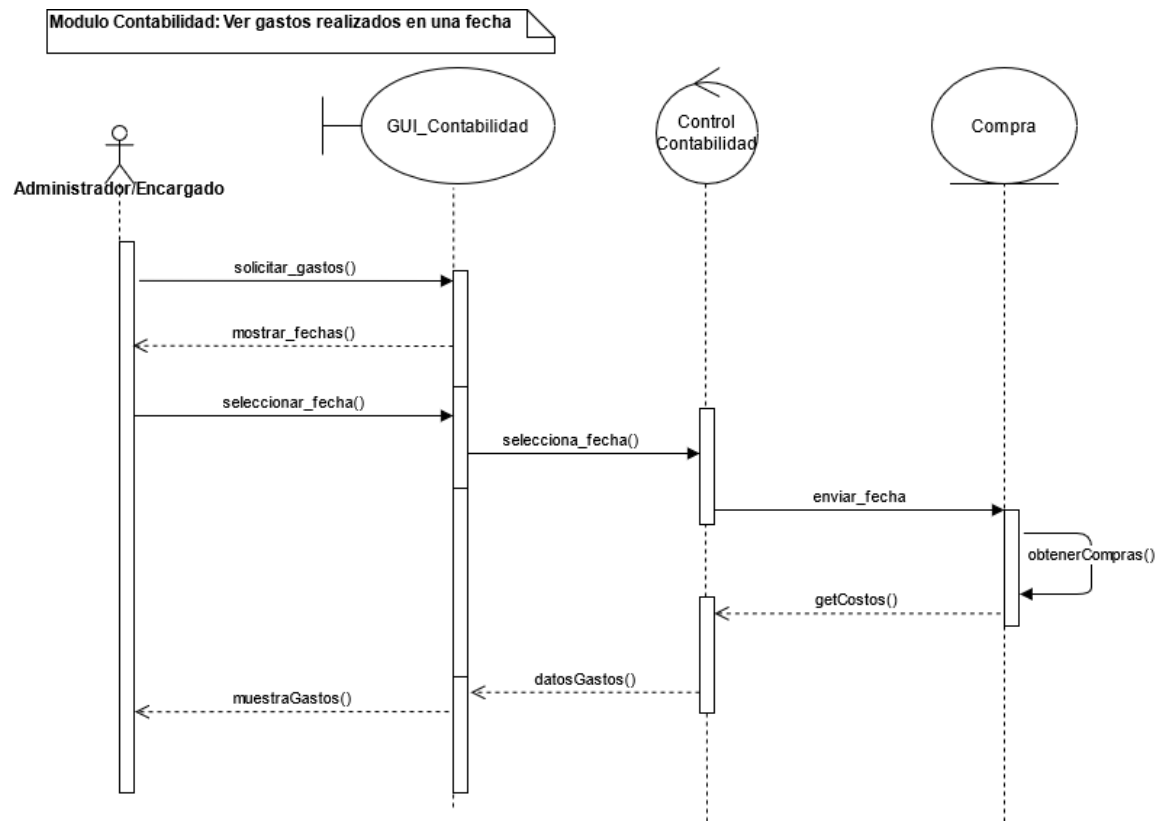 Modulo Contabilidad: Ver gastos realizados en una fecha
GUI_Contabilidad
Control
Contabilidad
Compra
Administrador/Encargado
solicitar_gastos()
mostrar_fechas()
seleccionar_fecha()
selecciona_fecha()
enviar_fecha
obtenerCompras()
getCostos()
datosGastos()
muestraGastos()